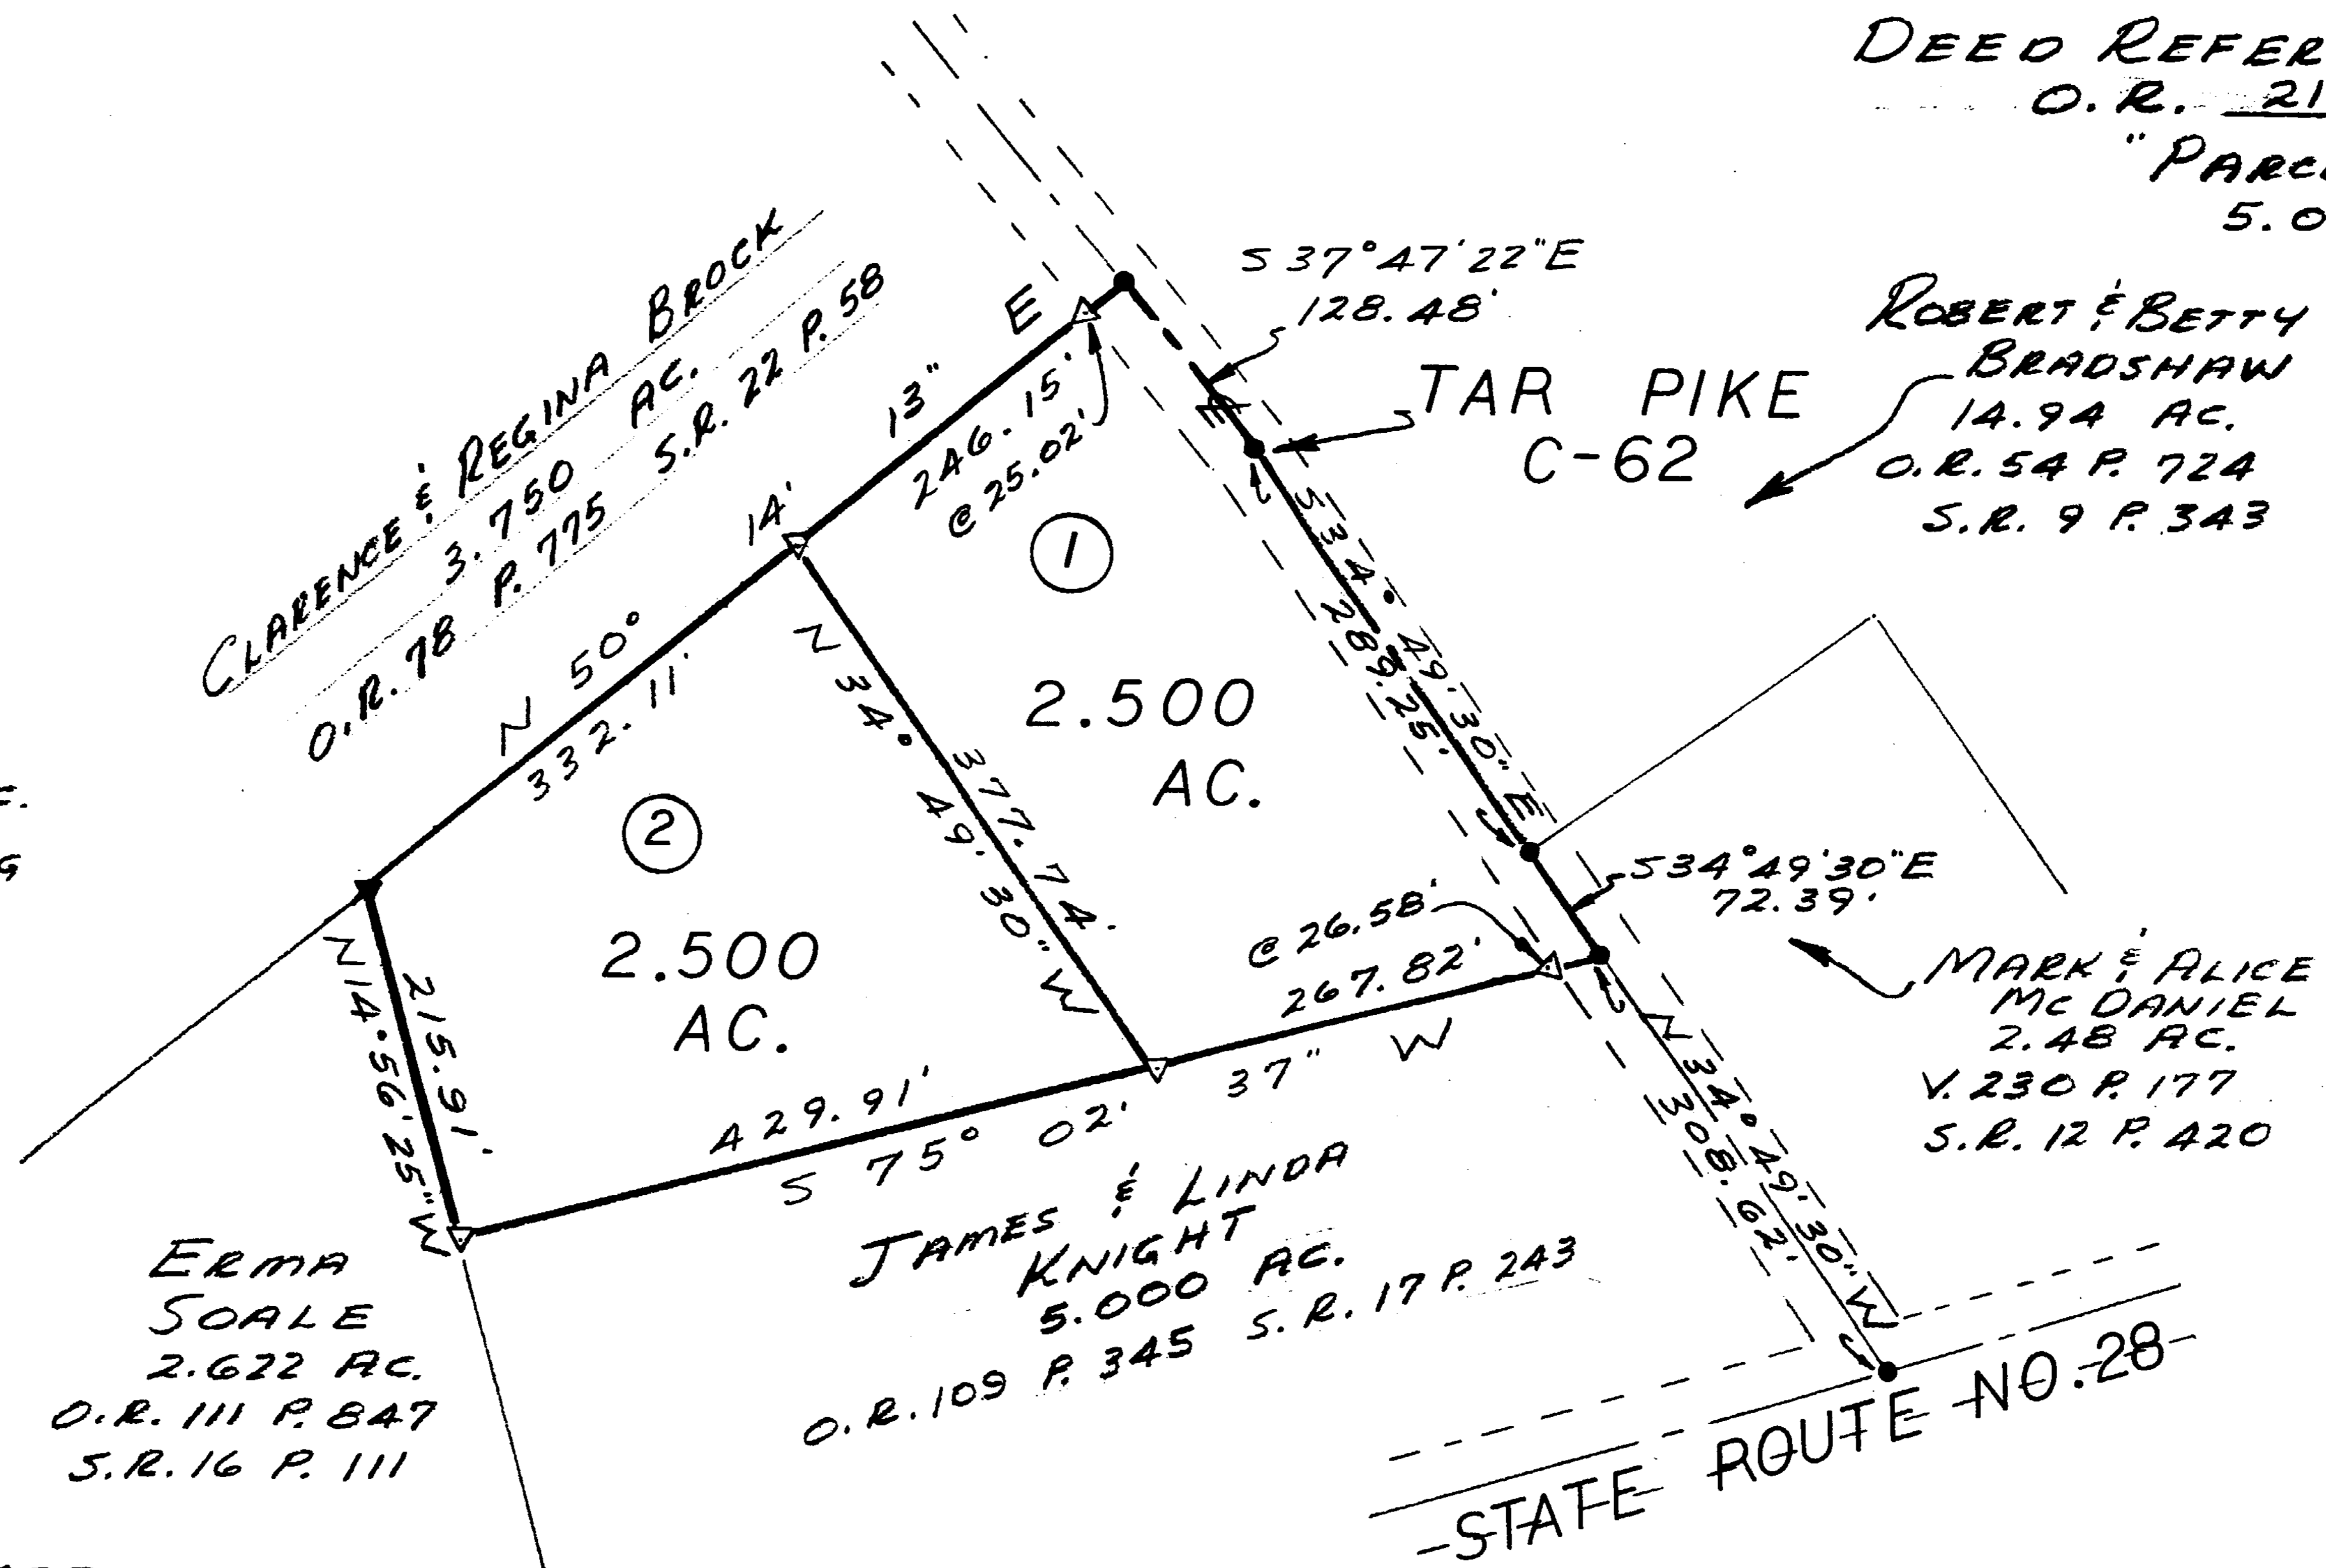 DEED REFER
O.R. 21
"PARC
5.0
S 37° 47' 22" E
128.48'
TAR PIKE
C-62
ROBERT & BETTY
BRADSHAW
14.94 AC.
O.R. 54 P. 724
S.R. 9 P. 343
CLARENCE & REGINA BROCK
3.750 AC.
O.R. 78 P. 775 S.R. 22 P. 58
N 50° 14' 13" E
246.15'
@ 25.02'
332.11'
1
2.500
AC.
S 34° 49' 30" E
289.25'
N 34° 49' 30" W
377.74'
2
2.500
AC.
N 14° 56' 25" W
215.91'
S 34° 49' 30" E
72.39'
@ 26.58'
267.82'
429.91'
S 75° 02' 37" W
MARK & ALICE
MC DANIEL
2.48 AC.
V. 230 P. 177
S.R. 12 P. 420
N 34° 49' 30" W
308.62'
JAMES & LINDA
KNIGHT
5.000 AC.
O.R. 109 P. 345 S.R. 17 P. 243
ERMA
SOALE
2.622 AC.
O.R. 111 P. 847
S.R. 16 P. 111
STATE ROUTE NO. 28